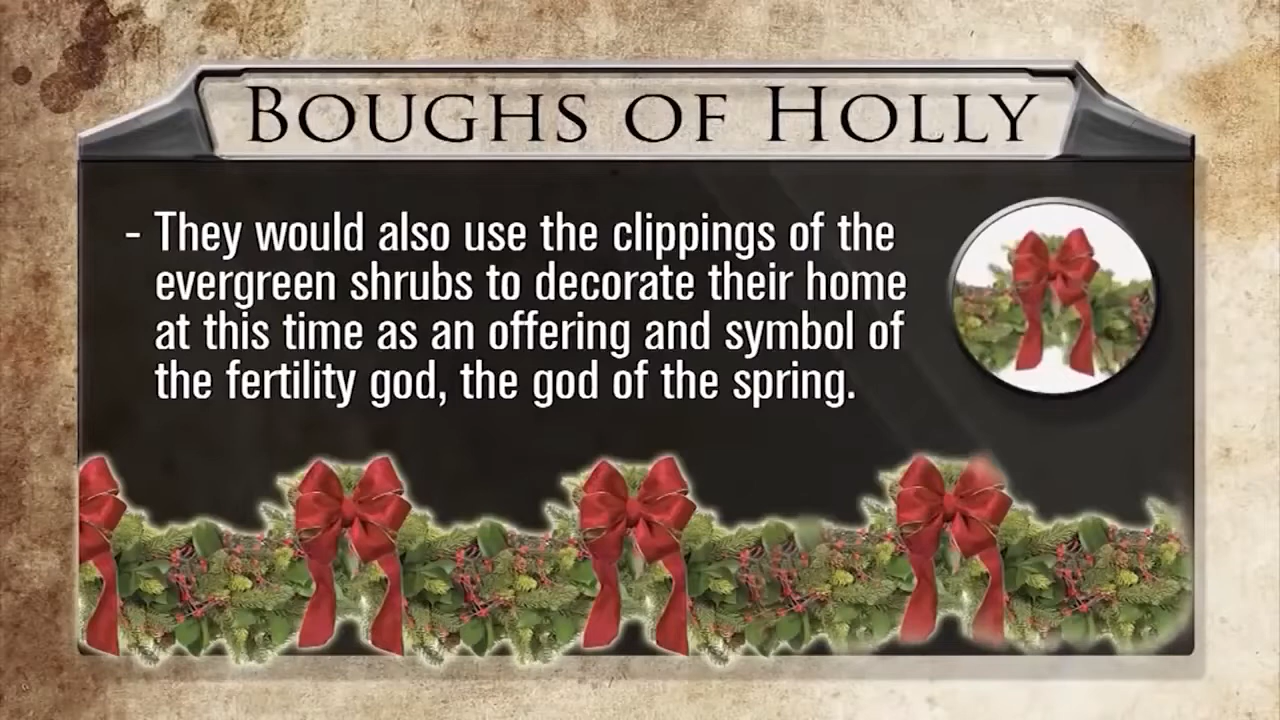 BOUGHS OF HOLLY
- They would also use the clippings of the
evergreen shrubs to decorate their home
at this time as an offering and symbol of
the fertility god, the god of the spring.